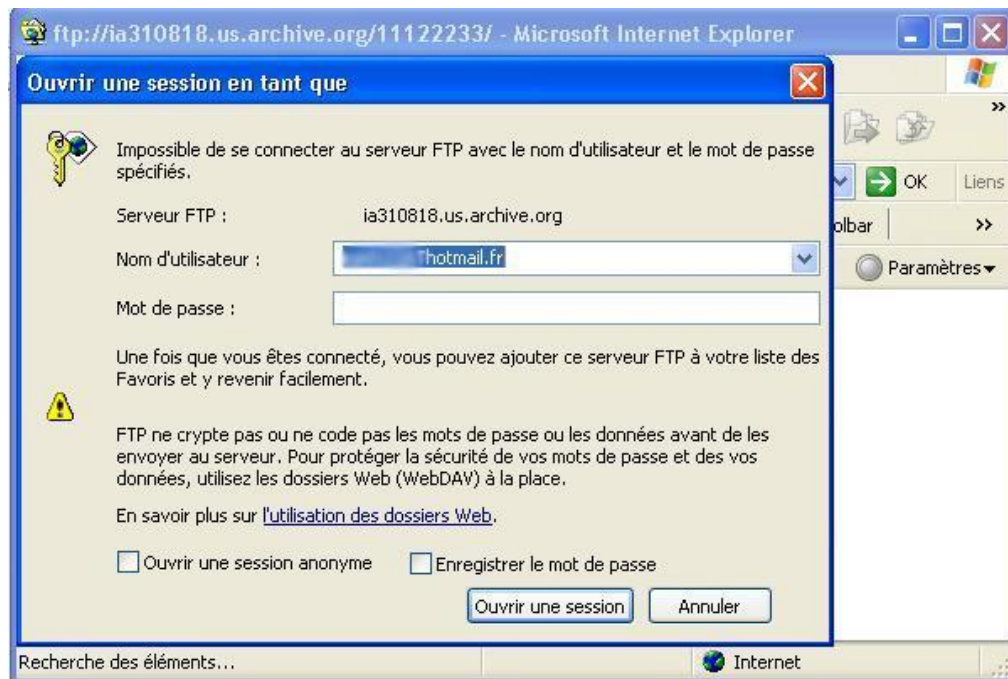 ftp://ia310818.us.archive.org/11122233/ - Microsoft Internet Explorer
Ouvrir une session en tant que
Impossible de se connecter au serveur FTP avec le nom d'utilisateur et le mot de passe
spécifiés.
Serveur FTP : ia310818.us.archive.org
Nom d'utilisateur : hotmail.fr
Mot de passe :
Une fois que vous êtes connecté, vous pouvez ajouter ce serveur FTP à votre liste des
Favoris et y revenir facilement.
FTP ne crypte pas ou ne code pas les mots de passe ou les données avant de les
envoyer au serveur. Pour protéger la sécurité de vos mots de passe et des vos
données, utilisez les dossiers Web (WebDAV) à la place.
En savoir plus sur l'utilisation des dossiers Web.
Ouvrir une session anonyme Enregistrer le mot de passe
Ouvrir une session Annuler
»
OK Liens
olbar »
Paramètres
Recherche des éléments... Internet